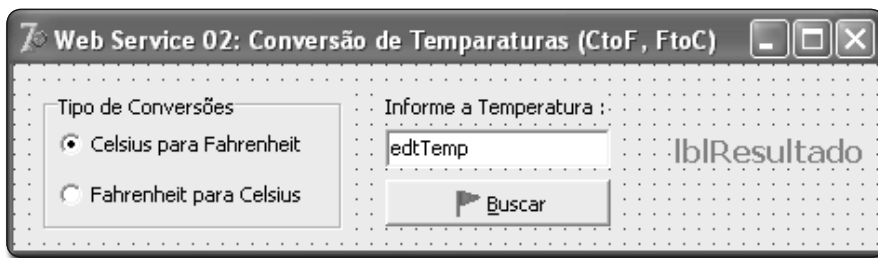 7 Web Service 02: Conversão de Temparaturas (CtoF, FtoC)
Tipo de Conversões
Celsius para Fahrenheit
Fahrenheit para Celsius
Informe a Temperatura :
edtTemp
Buscar
lblResultado